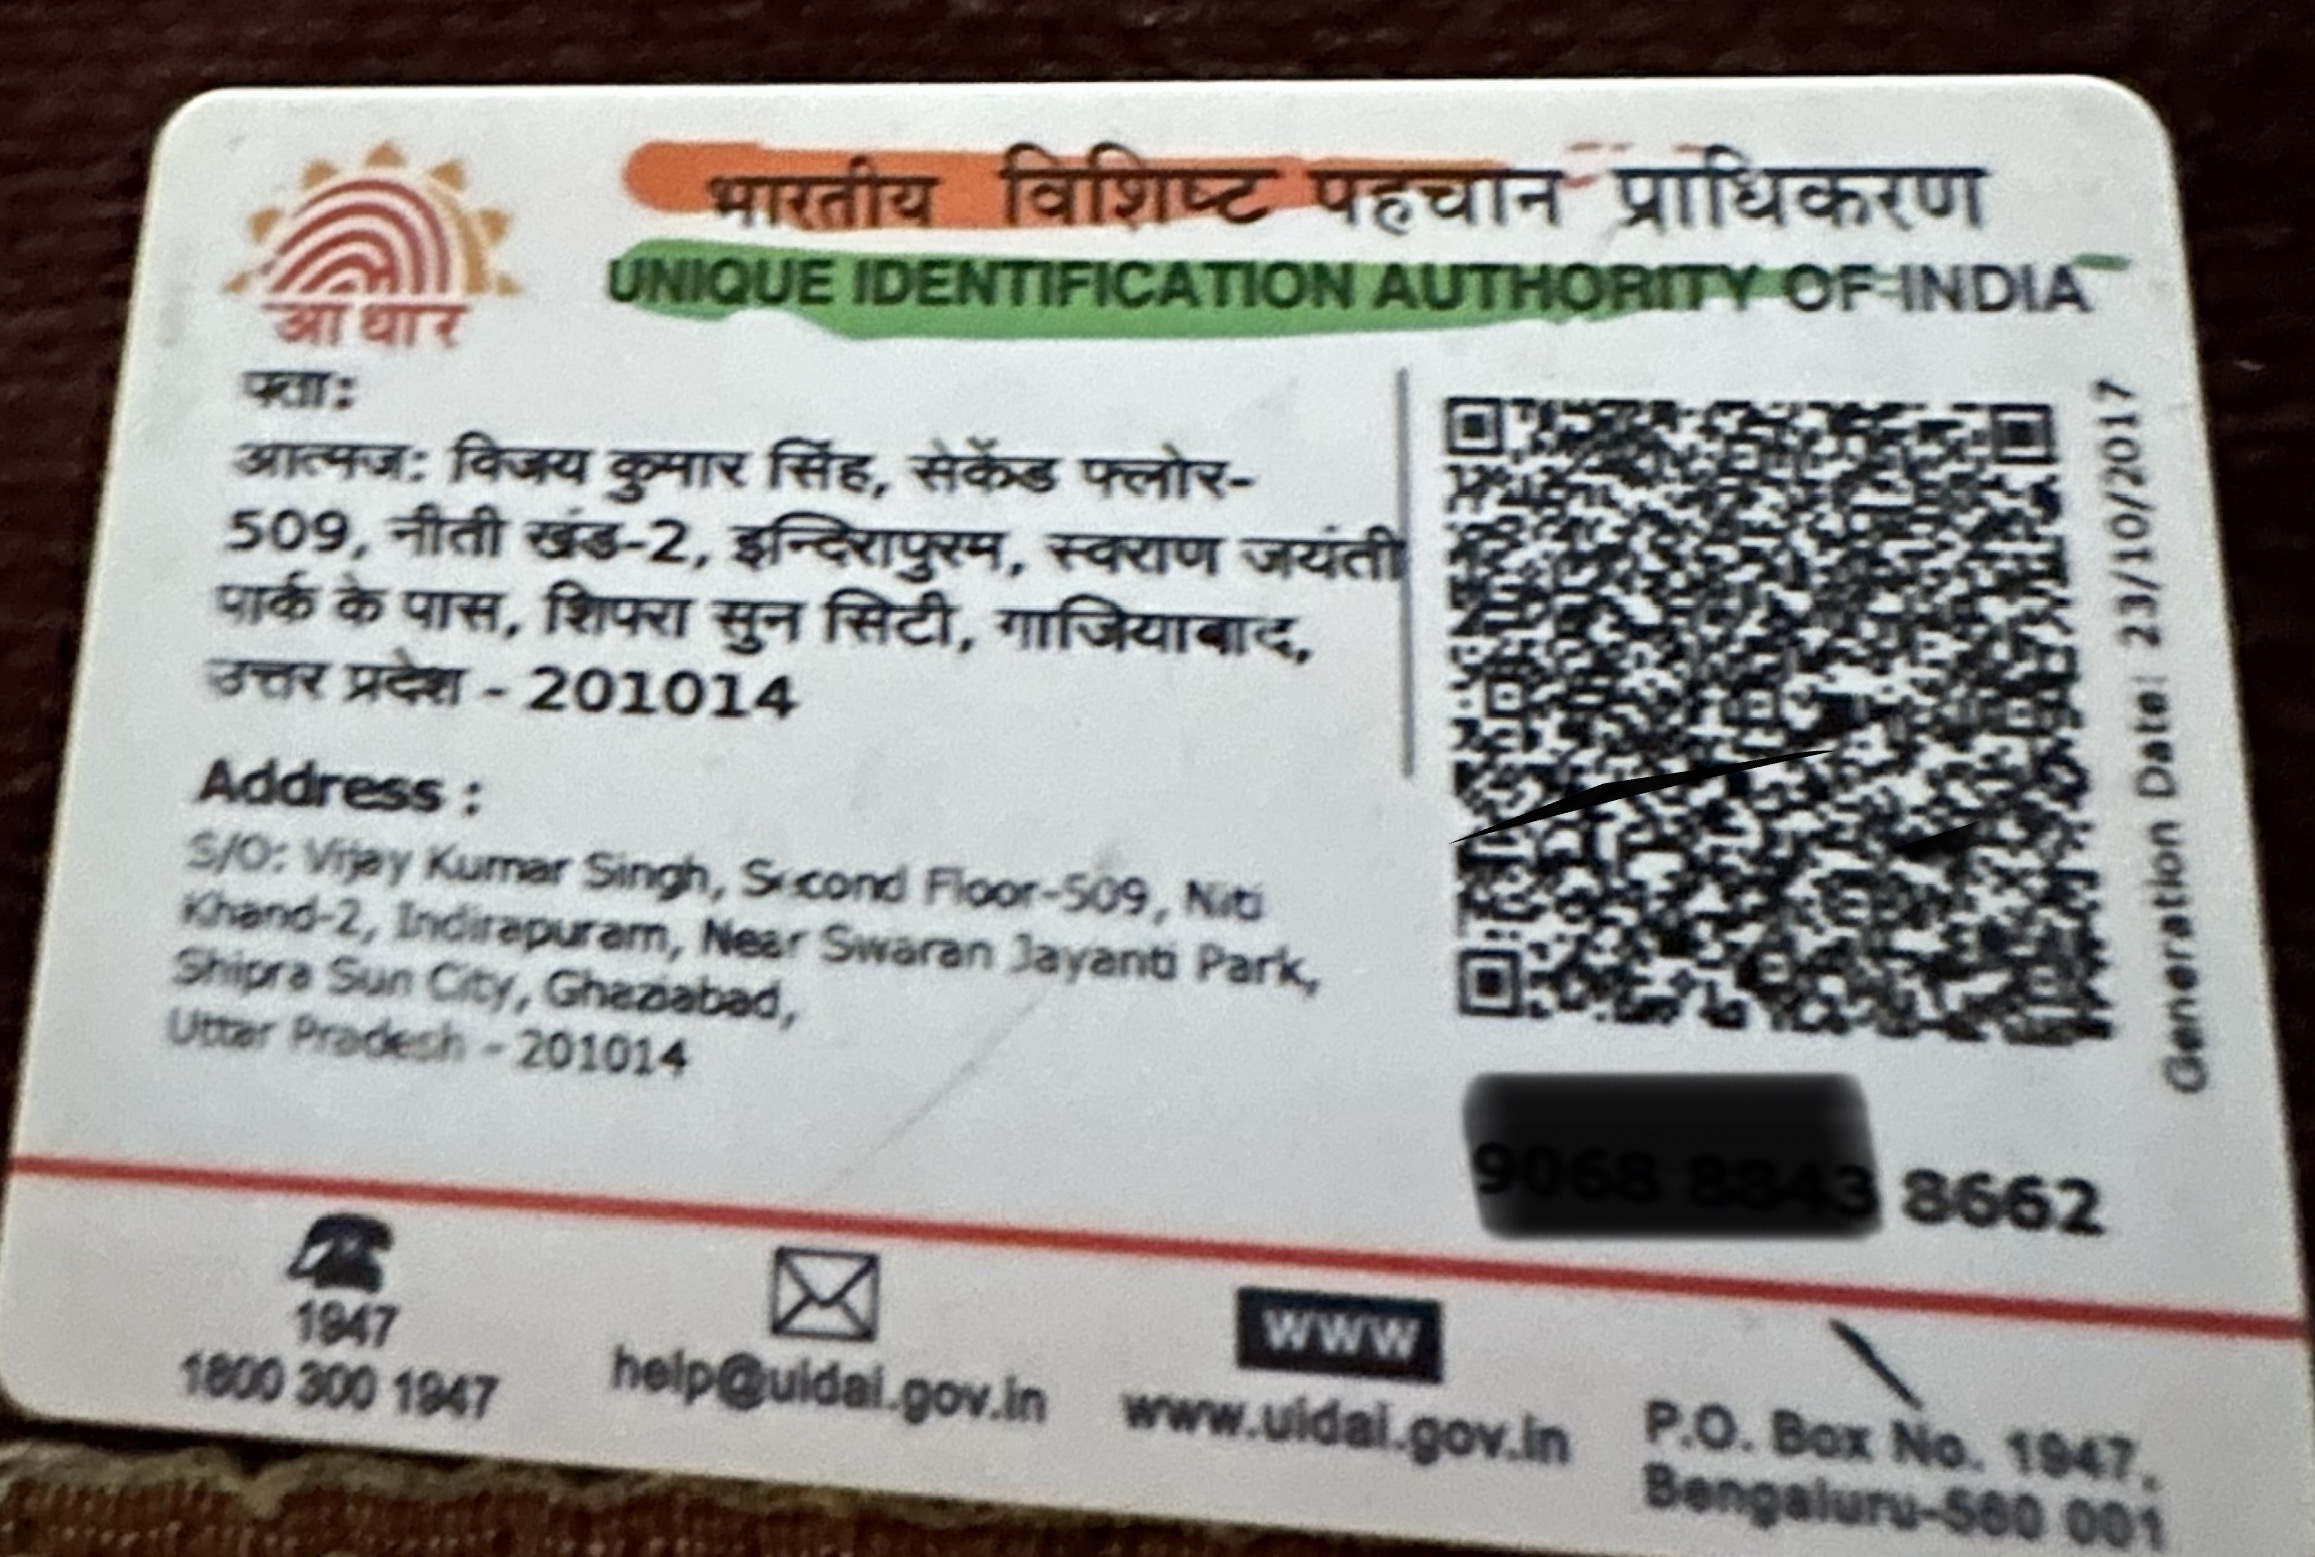 आधार
भारतीय विशिष्ट पहचान प्राधिकरण
UNIQUE IDENTIFICATION AUTHORITY OF INDIA
पता:
आत्मज: विजय कुमार सिंह, सेकेंड फ्लोर-
509, नीती खंड-2, इन्दिरापुरम, स्वराण जयंती
पार्क के पास, शिफ्रा सुन सिटी, गाजियाबाद,
उत्तर प्रदेश - 201014
Address :
S/O: Vijay Kumar Singh, Second Floor-509, Niti
Khand-2, Indirapuram, Near Swaran Jayanti Park,
Shipra Sun City, Ghaziabad,
Uttar Pradesh - 201014
Generation Date: 23/10/2017
8662
1947
1800 300 1947
help@uidai.gov.in
www
www.uidai.gov.in
P.O. Box No. 1947,
Bengaluru-560 001